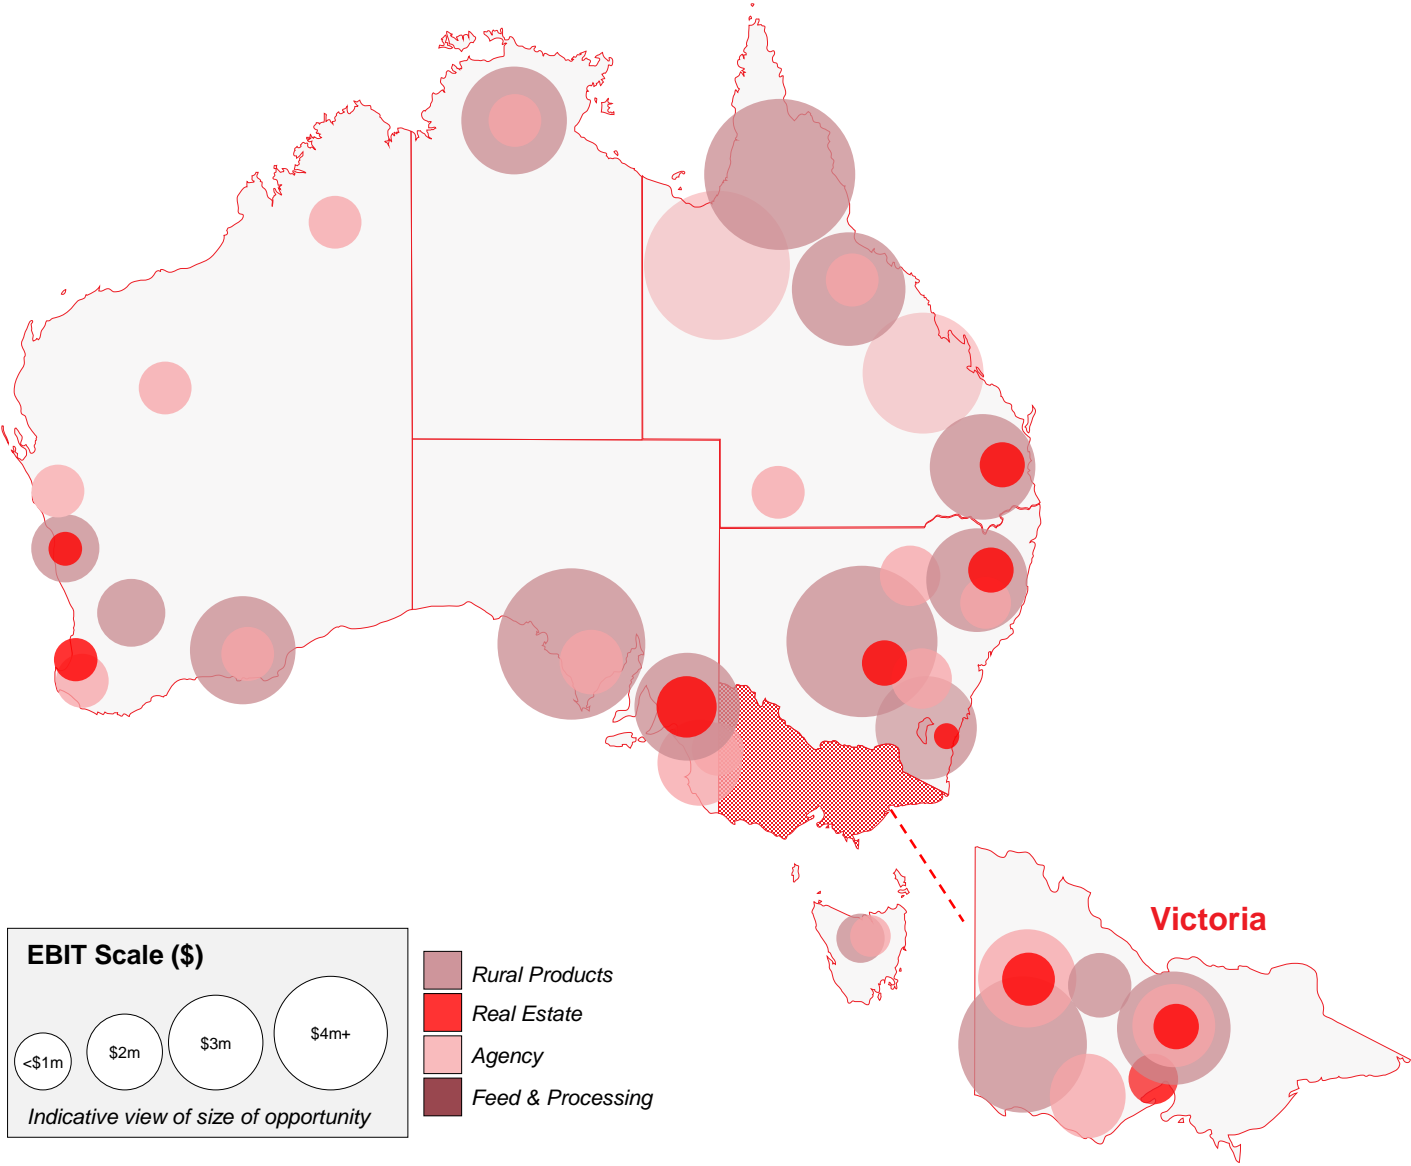 Victoria
EBIT Scale ($)
<$1m
$2m
$3m
$4m+
Indicative view of size of opportunity
Rural Products
Real Estate
Agency
Feed & Processing